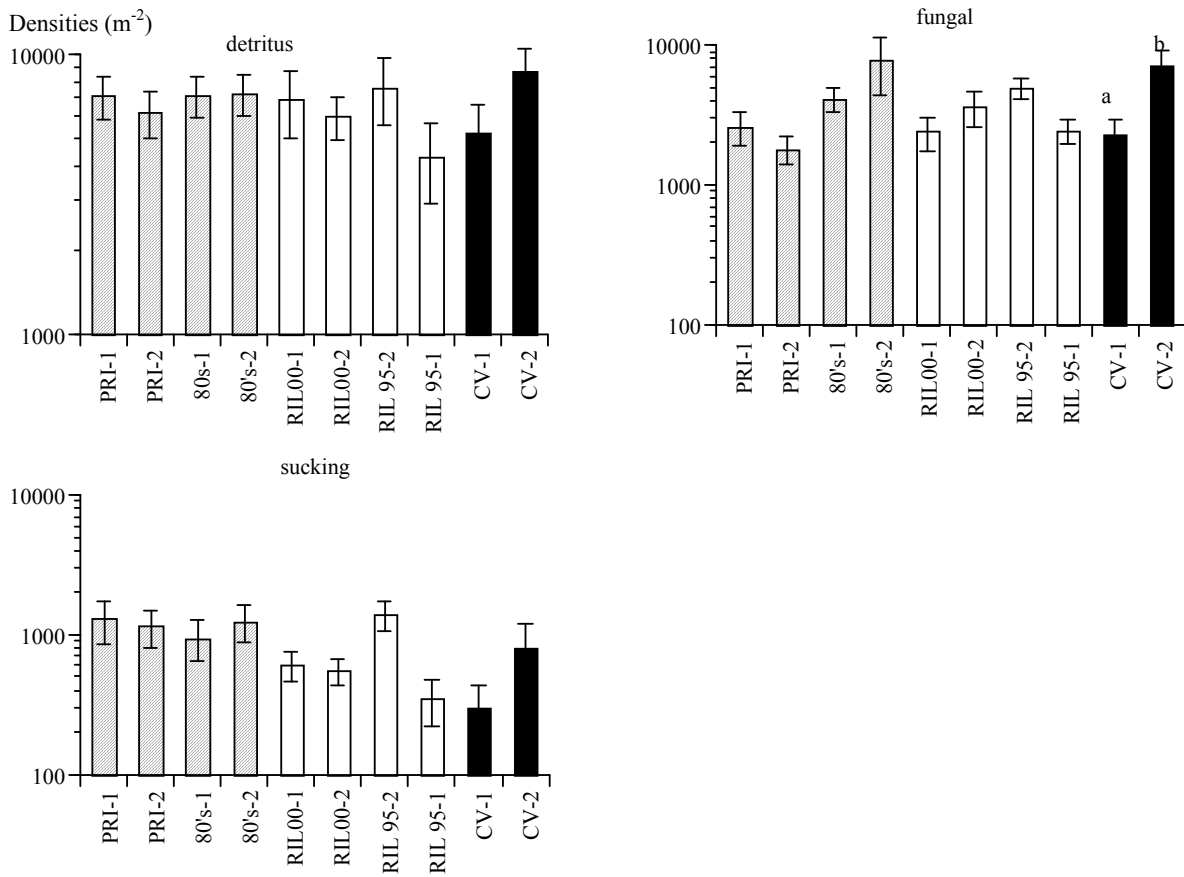 Densities (m-2)
detritus
10000
1000
PRI-1
PRI-2
80s-1
80's-2
RIL00-1
RIL00-2
RIL 95-2
RIL 95-1
CV-1
CV-2
fungal
10000
1000
100
a
b
PRI-1
PRI-2
80's-1
80's-2
RIL00-1
RIL00-2
RIL 95-2
RIL 95-1
CV-1
CV-2
sucking
10000
1000
100
PRI-1
PRI-2
80's-1
80's-2
RIL00-1
RIL00-2
RIL 95-2
RIL 95-1
CV-1
CV-2